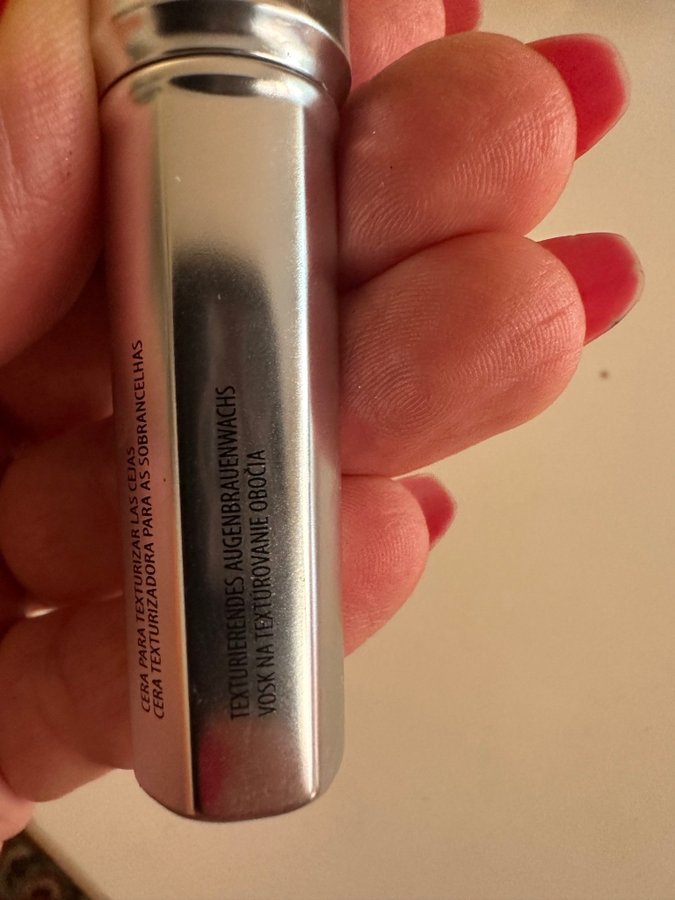 CERA PARA TEXTURIZAR LAS CEJAS
CERA TEXTURIZADORA PARA AS SOBRANCELHAS
TEXTURIERENDES AUGENBRAUENWACHS
VOSK NA TEXTÚROVANIE OBOČIA